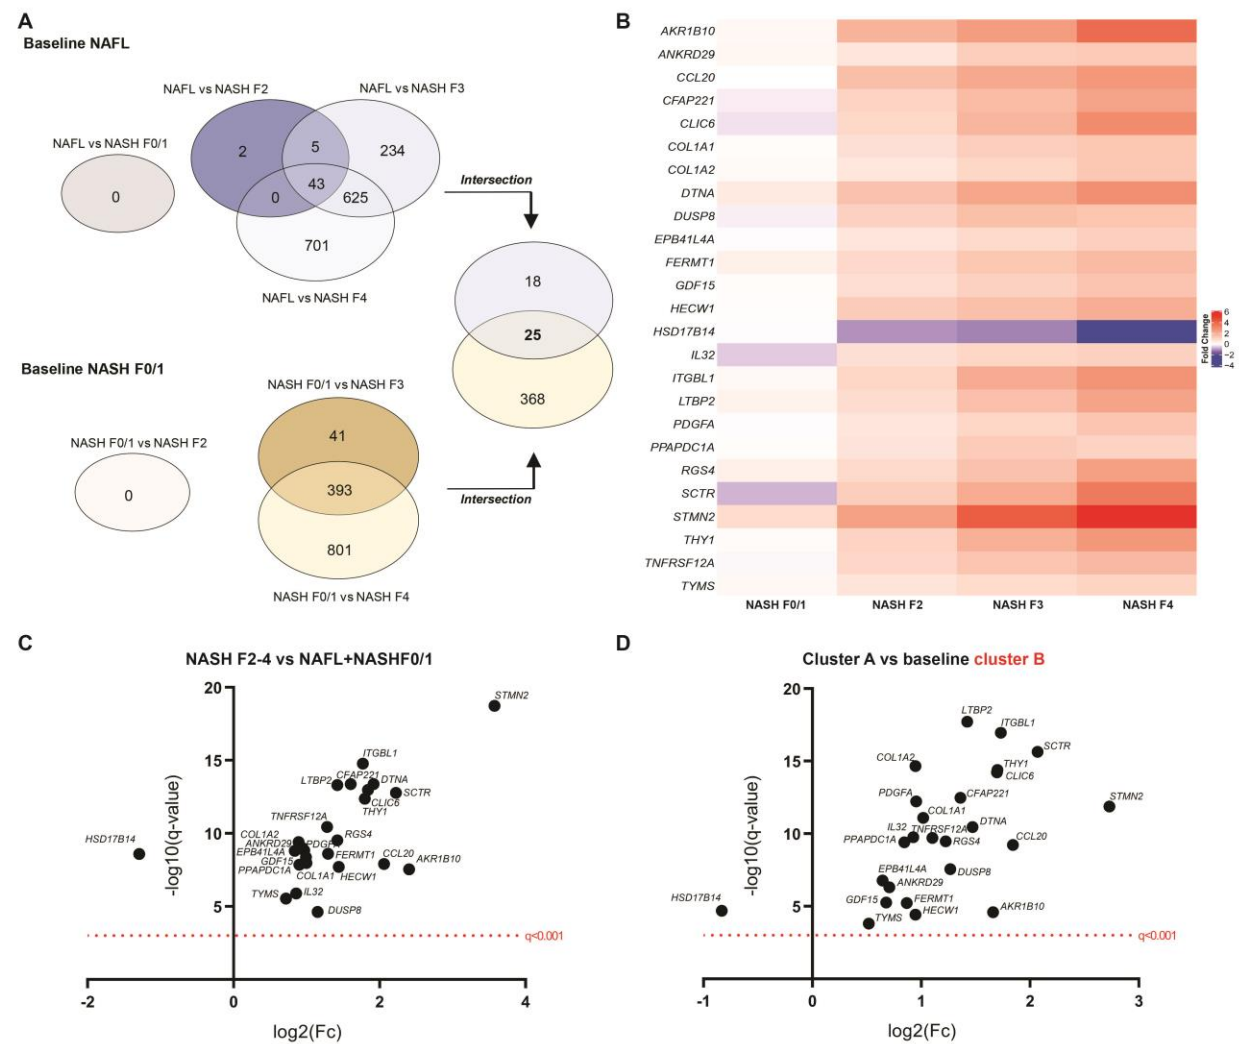 A
Baseline NAFL
NAFL vs NASH F2
NAFL vs NASH F3
NAFL vs NASH F0/1
2
5
234
0
0
43
625
701
NAFL vs NASH F4
Intersection
18
25
368
Baseline NASH F0/1
NASH F0/1 vs NASH F3
NASH F0/1 vs NASH F2
41
0
393
801
NASH F0/1 vs NASH F4
Intersection
B
AKR1B10
ANKRD29
CCL20
CFAP221
CLIC6
COL1A1
COL1A2
DTNA
DUSP8
EPB41L4A
FERMT1
GDF15
HECW1
HSD17B14
IL32
ITGBL1
LTBP2
PDGFA
PPAPDC1A
RGS4
SCTR
STMN2
THY1
TNFRSF12A
TYMS
NASH F0/1 NASH F2 NASH F3 NASH F4
Fold Change
6
4
2
0
−2
−4
C
NASH F2-4 vs NAFL+NASHF0/1
20
15
10
5
-log10(q-value)
STMN2
ITGBL1
LTBP2
CFAP221
DTNA
SCTR
CLIC6
THY1
TNFRSF12A
COL1A2
RGS4
HSD17B14
ANKRD29
PDGFA
EPB41L4A
FERMT1
CCL20
AKR1B10
GDF15
PPAPDC1A
COL1A1
HECW1
TYMS
IL32
DUSP8
q<0.001
-2 0 2 4
log2(Fc)
D
Cluster A vs baseline cluster B
20
15
10
5
-log10(q-value)
LTBP2
ITGBL1
SCTR
COL1A2
THY1
CLIC6
PDGFA
CFAP221
STMN2
COL1A1
DTNA
IL32
TNFRSF12A
PPAPDC1A
RGS4
CCL20
EPB41L4A
DUSP8
ANKRD29
HSD17B14
GDF15
FERMT1
HECW1
AKR1B10
TYMS
q<0.001
-1 0 1 2 3
log2(Fc)